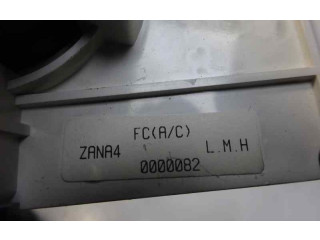 FC(A/C)
ZANA4 L.M.H
0000082